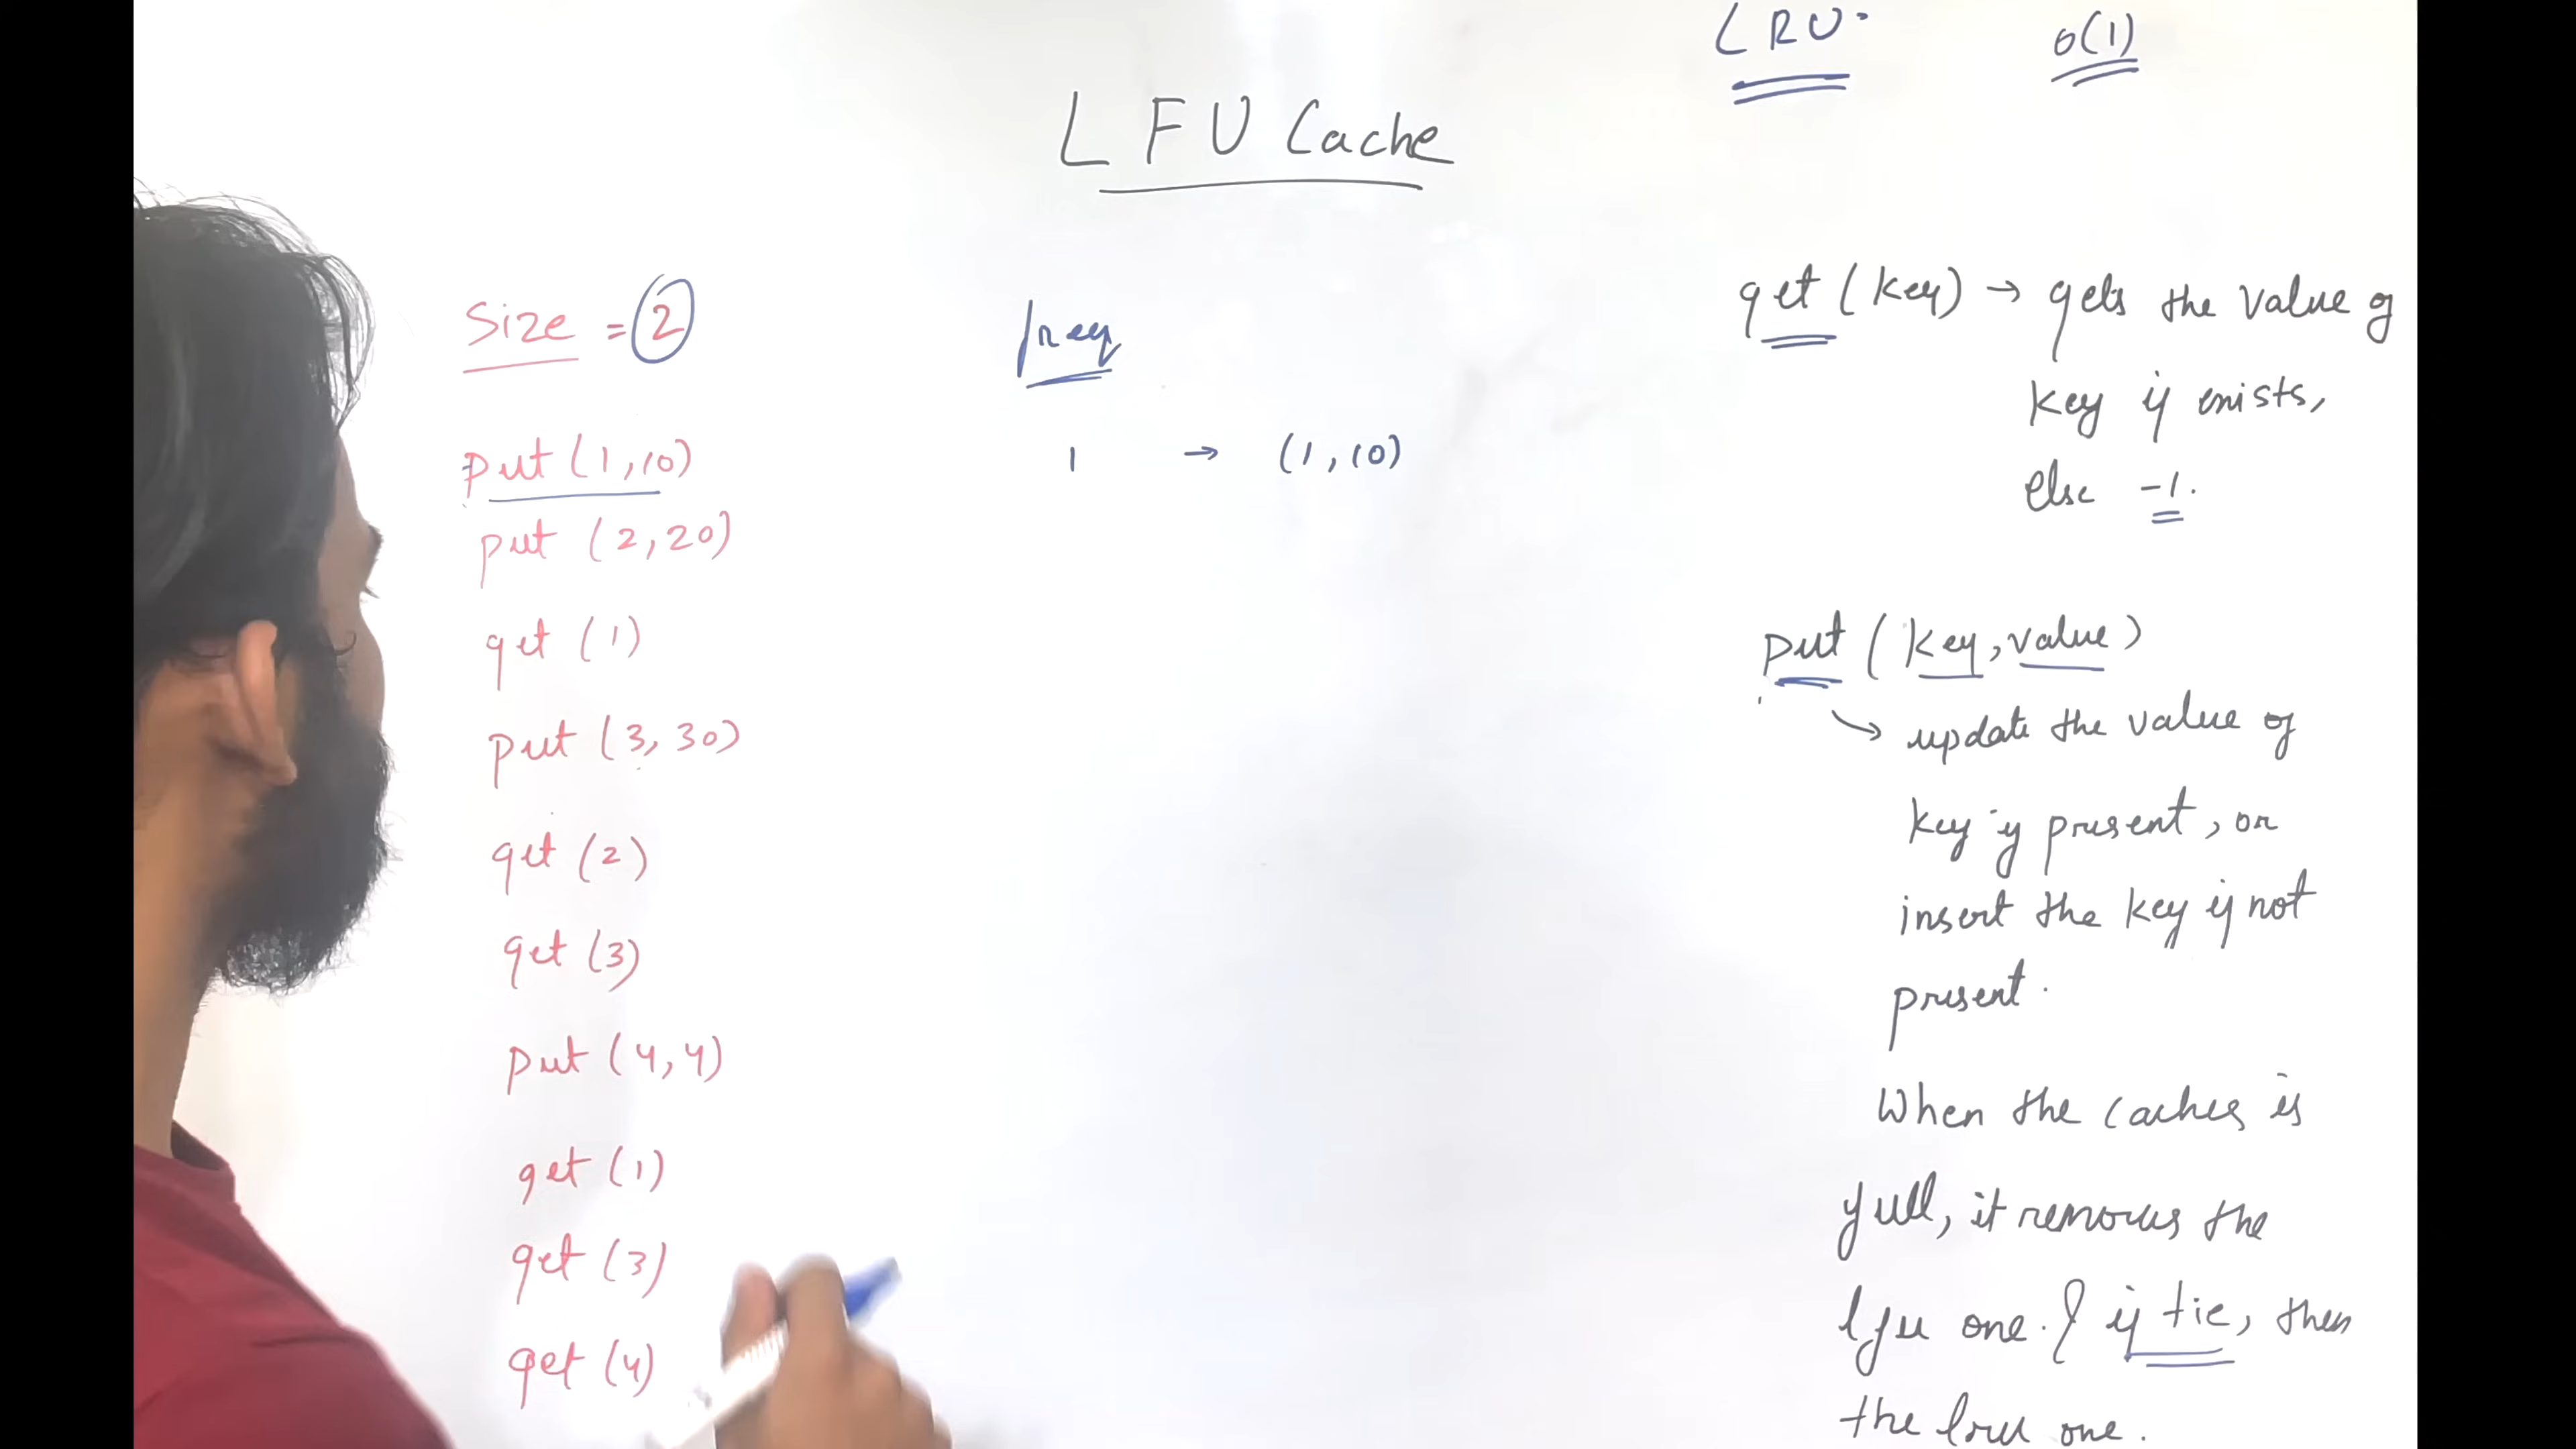 LRU.
O(1)
LFU Cache
Size = 2
freq
put (1,10)
1 → (1,10)
put (2,20)
get (1)
put (3,30)
get (2)
get (3)
put (4,4)
get (1)
get (3)
get (4)
get (key) → gets the value of
key if exists,
else -1.
put (key, value)
→ update the value of
key if present, or
insert the key if not
present.
When the caches is
full, it removes the
lfu one. & if tie, then
the lru one.